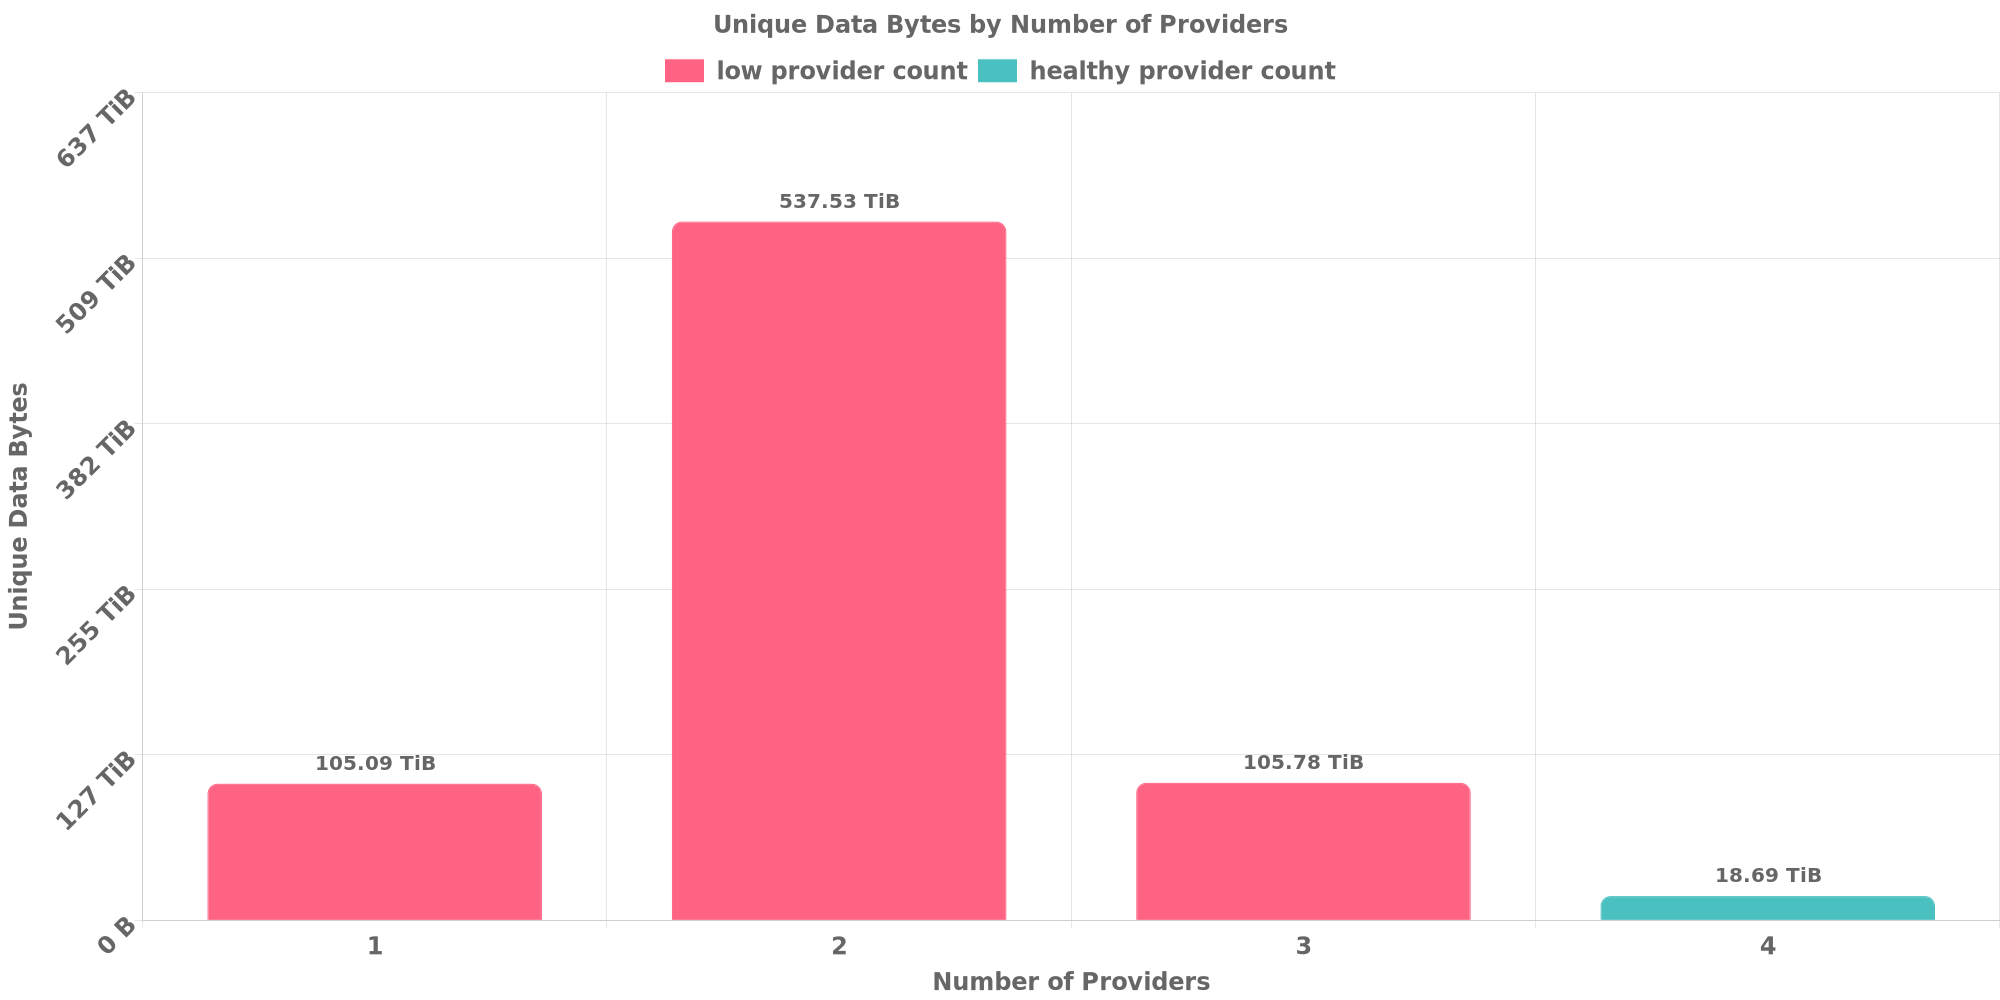 Unique Data Bytes by Number of Providers
low provider count healthy provider count
637 TiB
509 TiB
382 TiB
255 TiB
127 TiB
0 B
Unique Data Bytes
105.09 TiB
537.53 TiB
105.78 TiB
18.69 TiB
1 2 3 4
Number of Providers